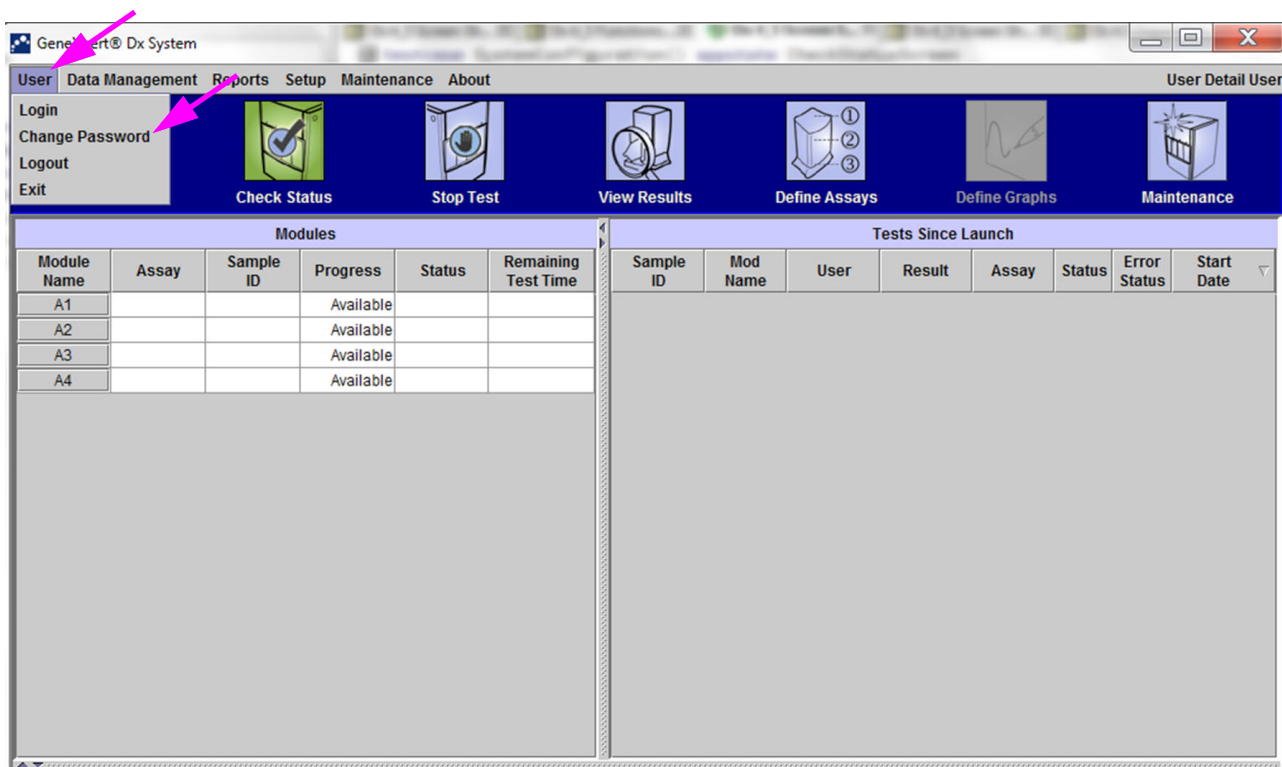 GeneXpert® Dx System
User Data Management Reports Setup Maintenance About User Detail User
Login
Change Password
Logout
Exit
Check Status Stop Test View Results Define Assays Define Graphs Maintenance
① ② ③
Modules
Module Name Assay Sample ID Progress Status Remaining Test Time
A1 Available
A2 Available
A3 Available
A4 Available
Tests Since Launch
Sample ID Mod Name User Result Assay Status Error Status Start Date